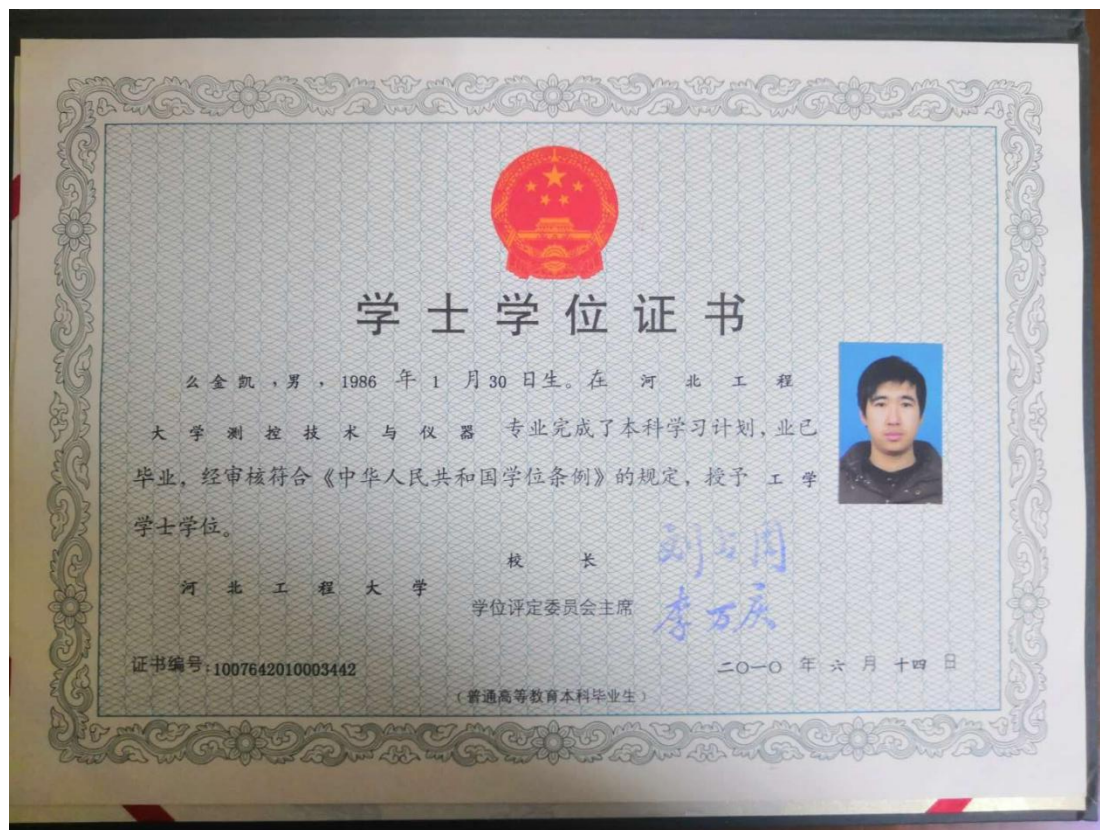 学士学位证书
么金凯，男，1986 年 1 月 30 日生。在 河北工程
大学测控技术与仪器 专业完成了本科学习计划，业已
毕业，经审核符合《中华人民共和国学位条例》的规定，授予 工学
学士学位。
校 长 刘
河北工程大学
学位评定委员会主席 李万庆
证书编号：1007642010003442
二〇一〇 年 六 月 十四 日
（普通高等教育本科毕业生）